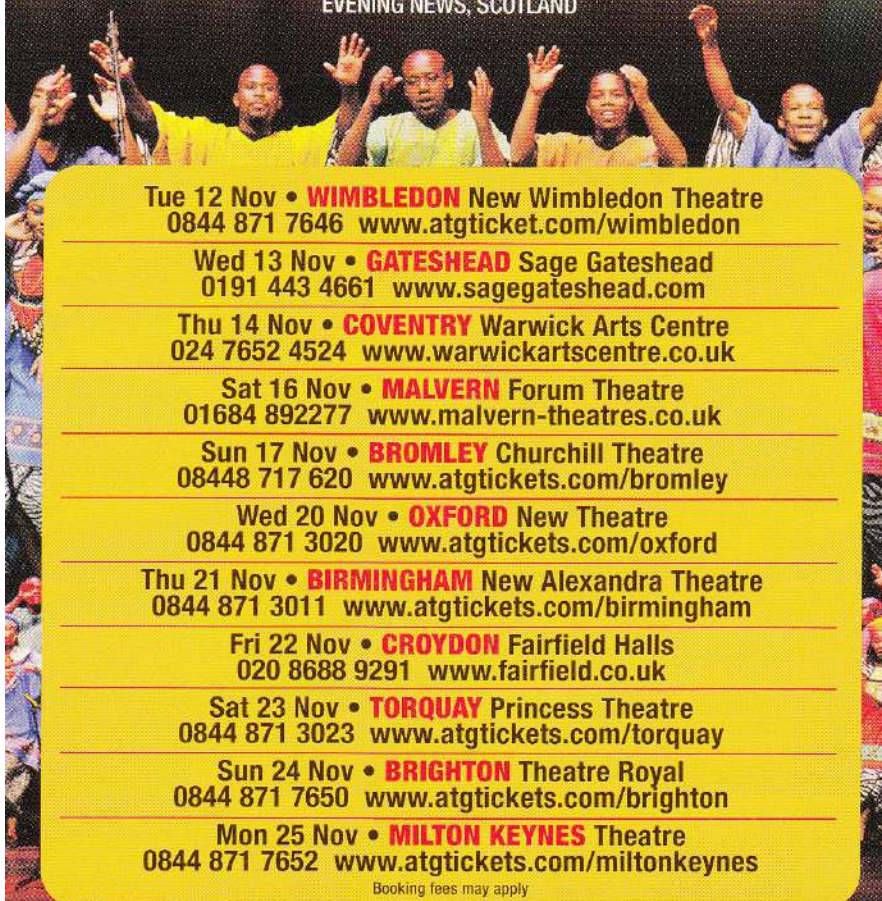 EVENING NEWS, SCOTLAND
Tue 12 Nov • WIMBLEDON New Wimbledon Theatre
0844 871 7646 www.atgticket.com/wimbledon
Wed 13 Nov • GATESHEAD Sage Gateshead
0191 443 4661 www.sagegateshead.com
Thu 14 Nov • COVENTRY Warwick Arts Centre
024 7652 4524 www.warwickartscentre.co.uk
Sat 16 Nov • MALVERN Forum Theatre
01684 892277 www.malvern-theatres.co.uk
Sun 17 Nov • BROMLEY Churchill Theatre
08448 717 620 www.atgtickets.com/bromley
Wed 20 Nov • OXFORD New Theatre
0844 871 3020 www.atgtickets.com/oxford
Thu 21 Nov • BIRMINGHAM New Alexandra Theatre
0844 871 3011 www.atgtickets.com/birmingham
Fri 22 Nov • CROYDON Fairfield Halls
020 8688 9291 www.fairfield.co.uk
Sat 23 Nov • TORQUAY Princess Theatre
0844 871 3023 www.atgtickets.com/torquay
Sun 24 Nov • BRIGHTON Theatre Royal
0844 871 7650 www.atgtickets.com/brighton
Mon 25 Nov • MILTON KEYNES Theatre
0844 871 7652 www.atgtickets.com/miltonkeynes
Booking fees may apply